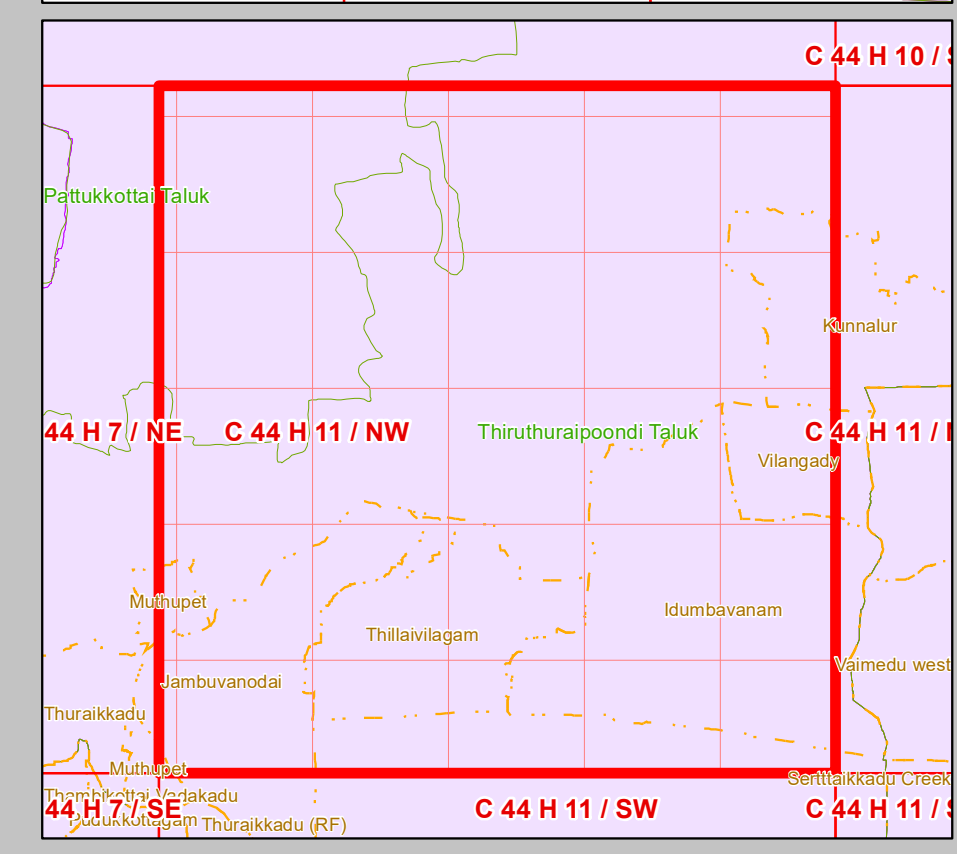 C 44 H 10 / S
Pattukkottai Taluk
Kunnalur
44 H 7 / NE
C 44 H 11 / NW
Thiruthuraipoondi Taluk
C 44 H 11 /
Vilangady
Muthupet
Idumbavanam
Thillaivilagam
Vaimedu west
Jambuvanodai
Thuraikkadu
Muthupet
Sertttaikkadu Creek
Thambikottai Vadakadu
44 H 7 / SE
C 44 H 11 / SW
C 44 H 11 / S
Pudukkottagam
Thuraikkadu (RF)